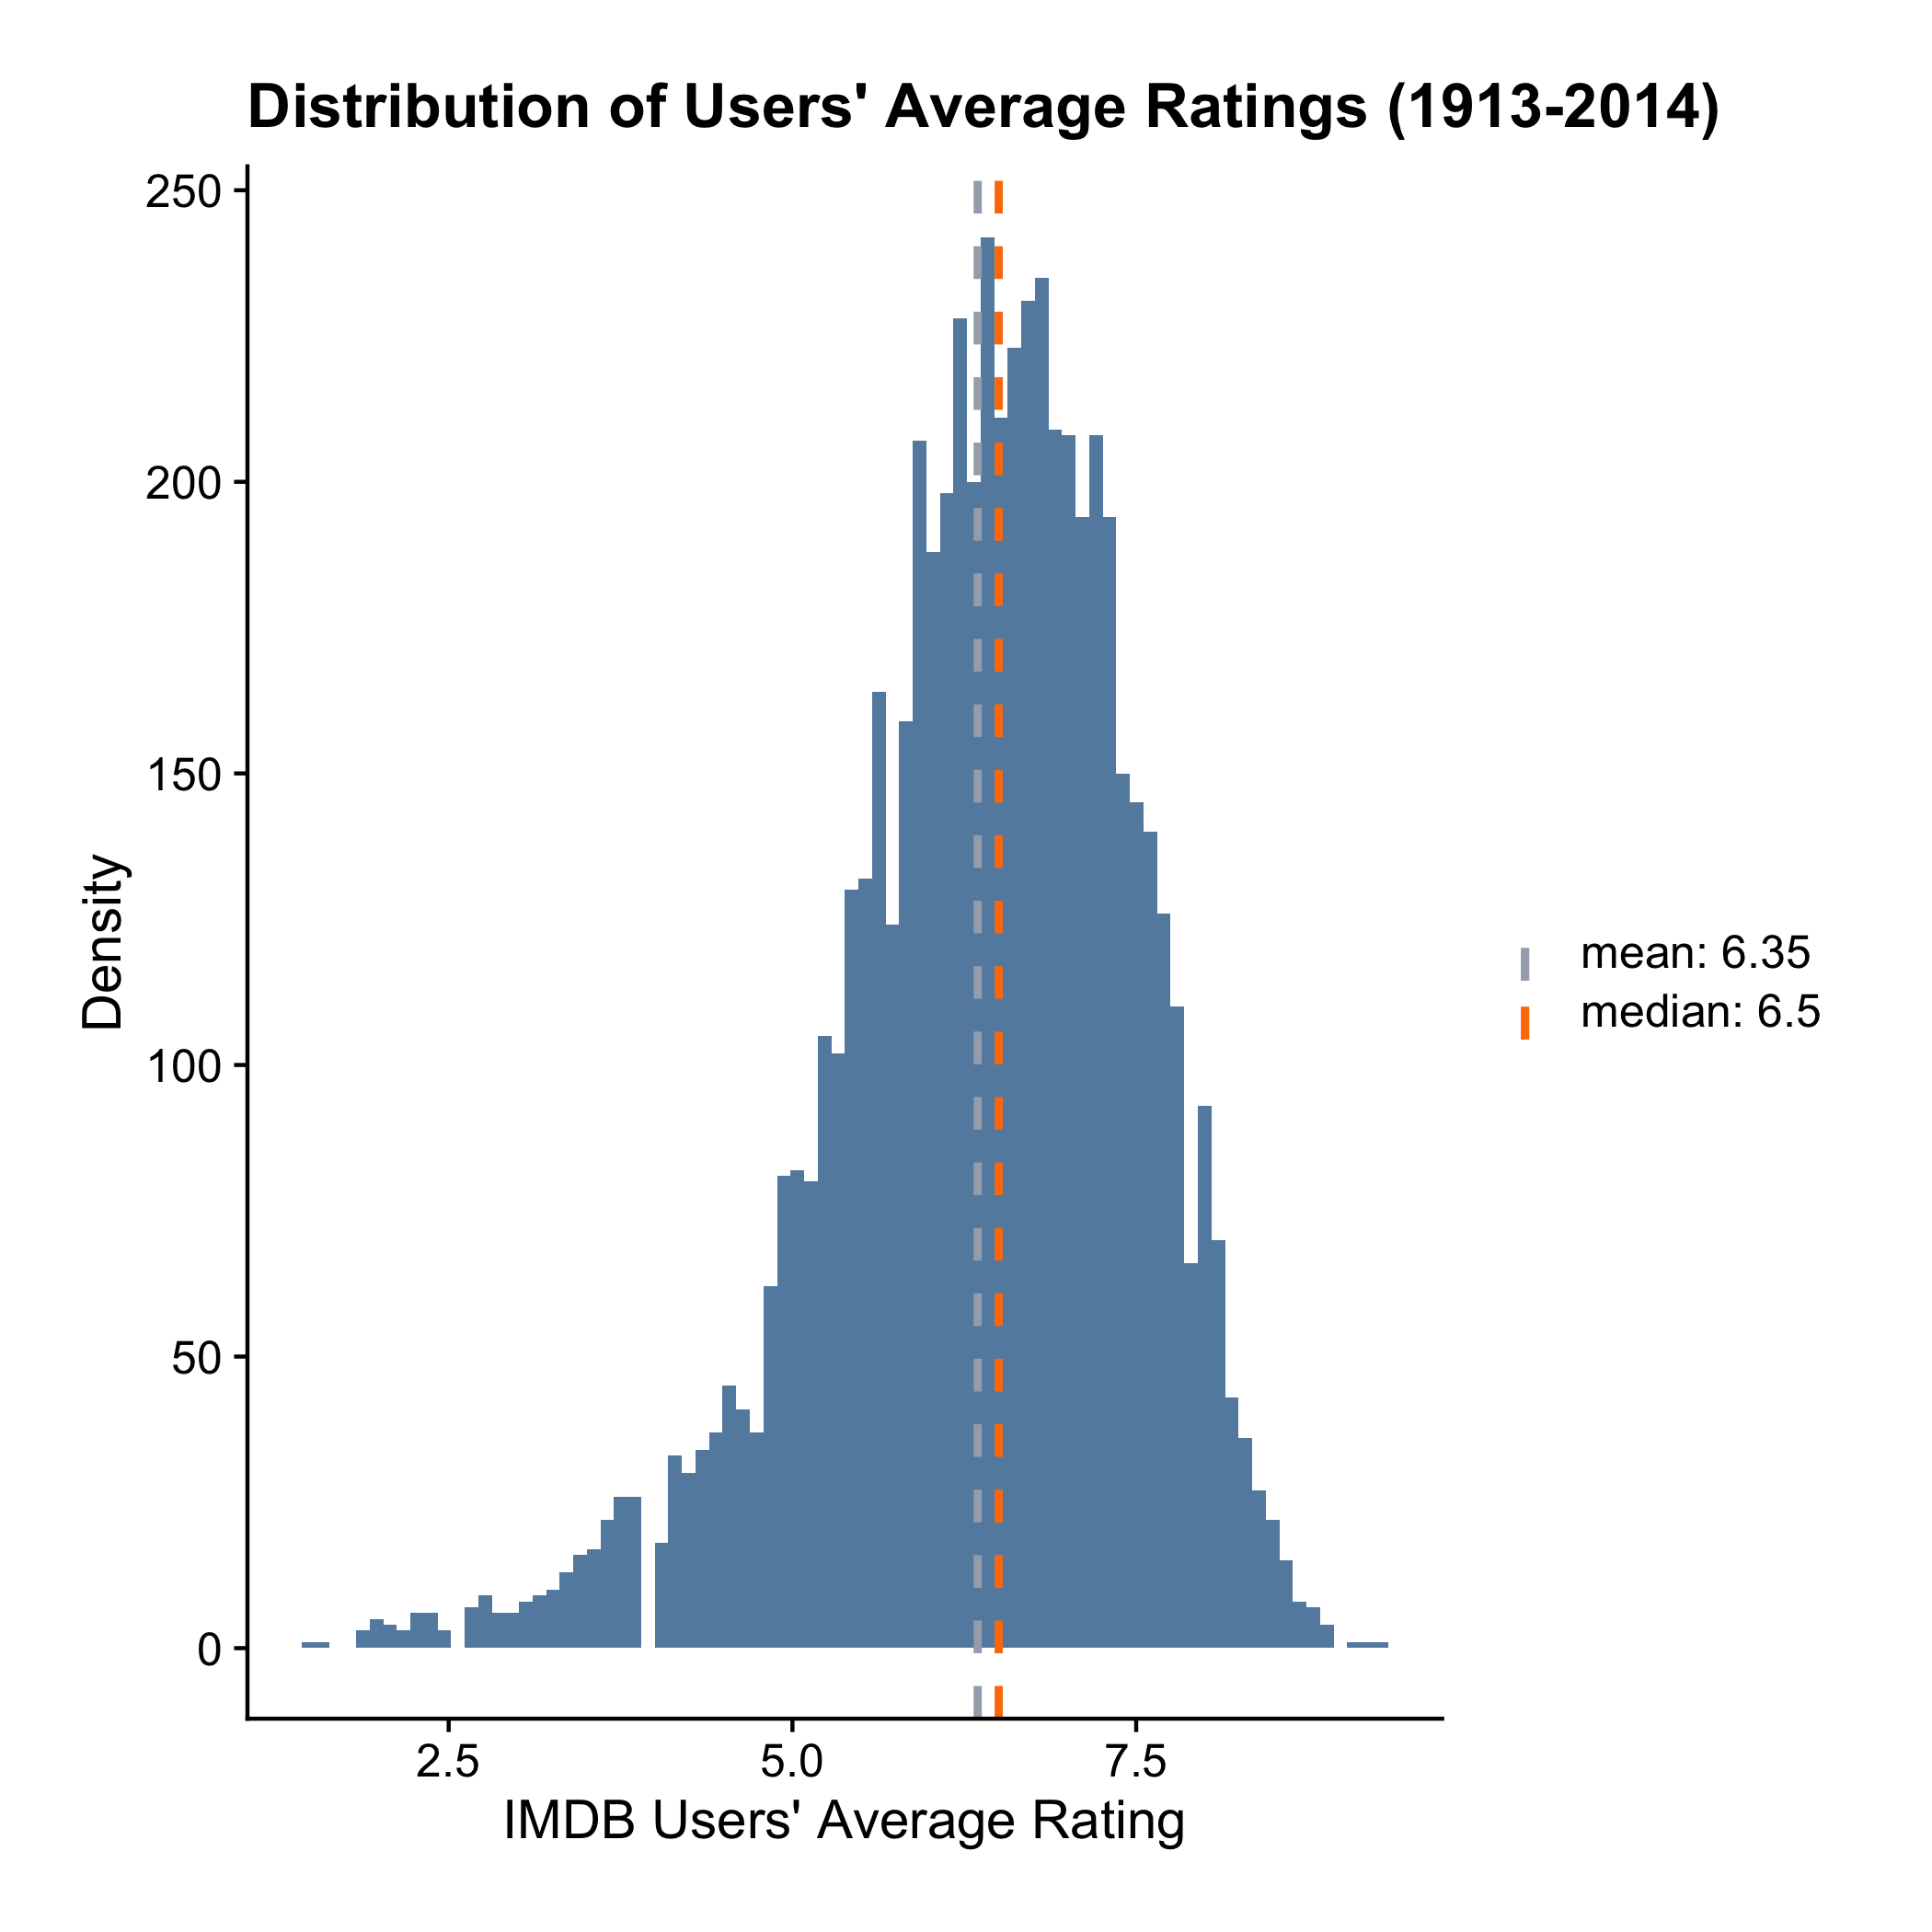 Distribution of Users' Average Ratings (1913-2014)
250
200
150
100
50
0
Density
2.5 5.0 7.5
IMDB Users' Average Rating
mean: 6.35
median: 6.5